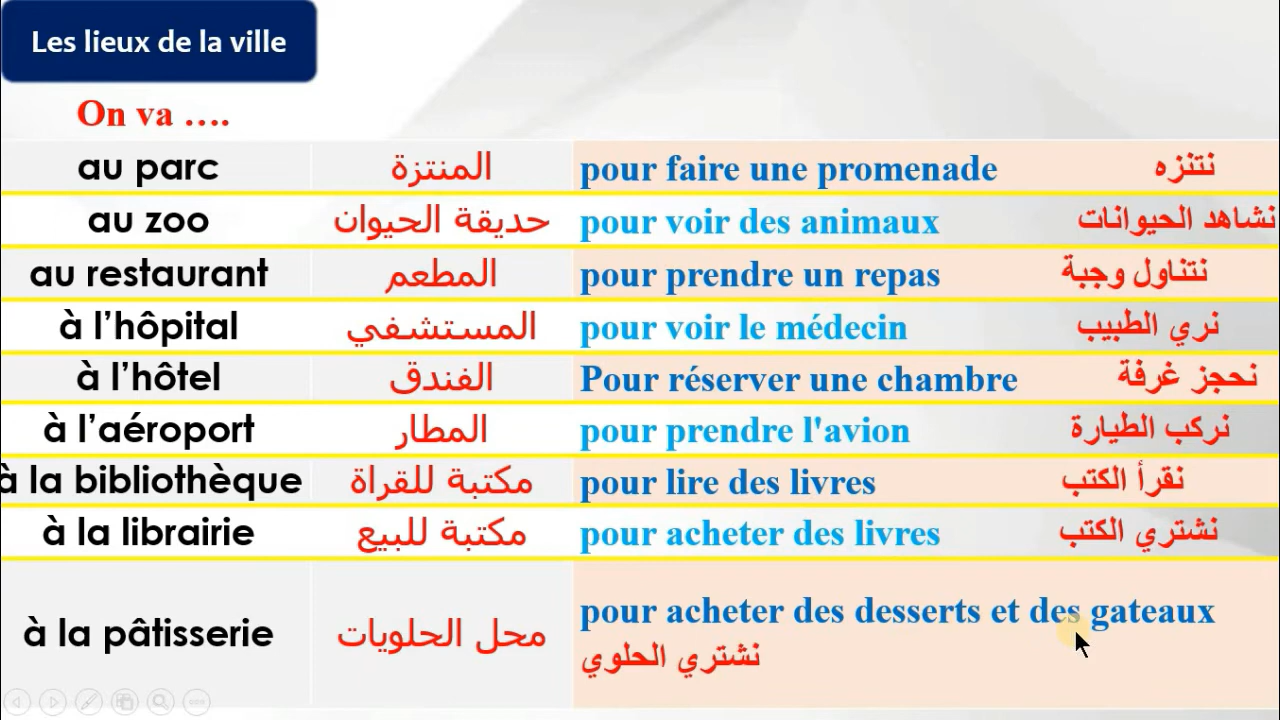 Les lieux de la ville
On va ....
au parc المنتزة pour faire une promenade نتنزه
au zoo حديقة الحيوان pour voir des animaux نشاهد الحيوانات
au restaurant المطعم pour prendre un repas نتناول وجبة
à l’hôpital المستشفي pour voir le médecin نري الطبيب
à l’hôtel الفندق Pour réserver une chambre نحجز غرفة
à l’aéroport المطار pour prendre l'avion نركب الطيارة
à la bibliothèque مكتبة للقراة pour lire des livres نقرأ الكتب
à la librairie مكتبة للبيع pour acheter des livres نشتري الكتب
à la pâtisserie محل الحلويات pour acheter des desserts et des gateaux
نشتري الحلوي